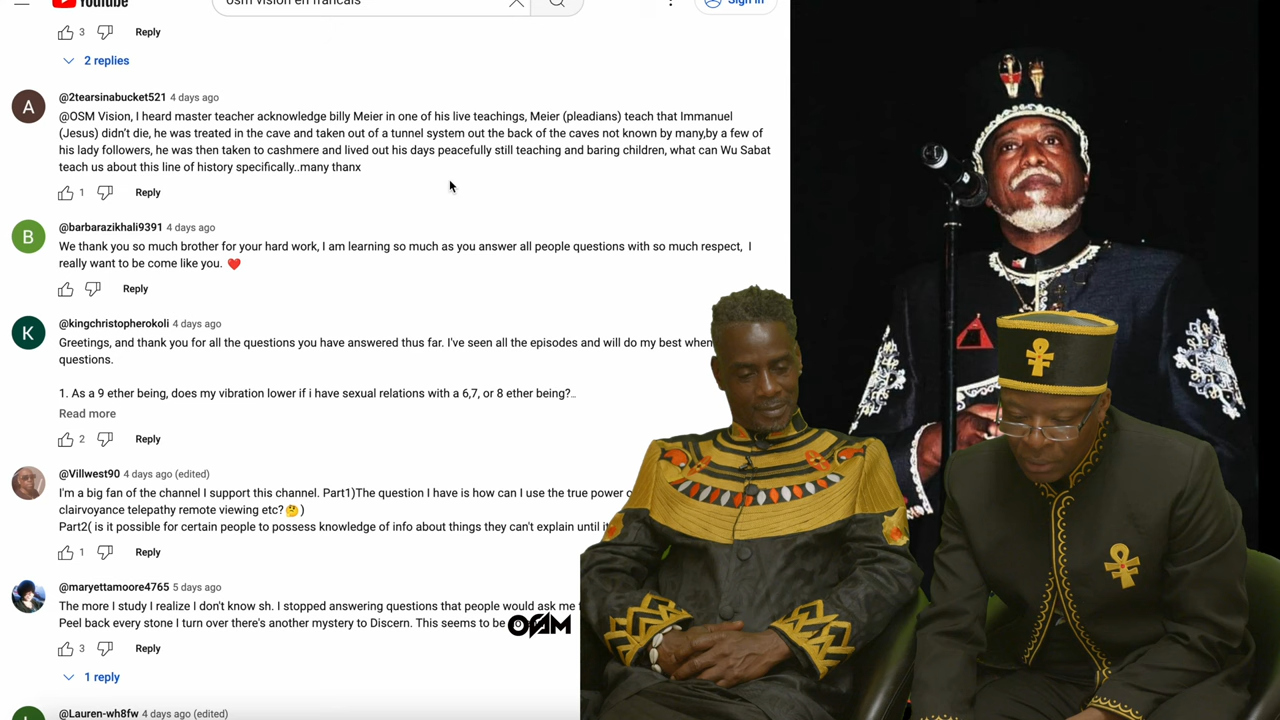 YouTube
osm vision en francais
Sign in
3
Reply
2 replies
A
@2tearsinabucket521 4 days ago
@OSM Vision, I heard master teacher acknowledge billy Meier in one of his live teachings, Meier (pleadians) teach that Immanuel
(Jesus) didn't die, he was treated in the cave and taken out of a tunnel system out the back of the caves not known by many,by a few of
his lady followers, he was then taken to cashmere and lived out his days peacefully still teaching and baring children, what can Wu Sabat
teach us about this line of history specifically..many thanx
1
Reply
B
@barbarazikhali9391 4 days ago
We thank you so much brother for your hard work, I am learning so much as you answer all people questions with so much respect, I
really want to be come like you. ❤️
Reply
K
@kingchristopherokoli 4 days ago
Greetings, and thank you for all the questions you have answered thus far. I've seen all the episodes and will do my best when
questions.
1. As a 9 ether being, does my vibration lower if i have sexual relations with a 6,7, or 8 ether being?...
Read more
2
Reply
@Villwest90 4 days ago (edited)
I'm a big fan of the channel I support this channel. Part1)The question I have is how can I use the true power
clairvoyance telepathy remote viewing etc?🤔)
Part2( is it possible for certain people to possess knowledge of info about things they can't explain until
1
Reply
@maryettamoore4765 5 days ago
The more I study I realize I don't know sh. I stopped answering questions that people would ask me
Peel back every stone I turn over there's another mystery to Discern. This seems to be
3
Reply
1 reply
@Lauren-wh8fw 4 days ago (edited)